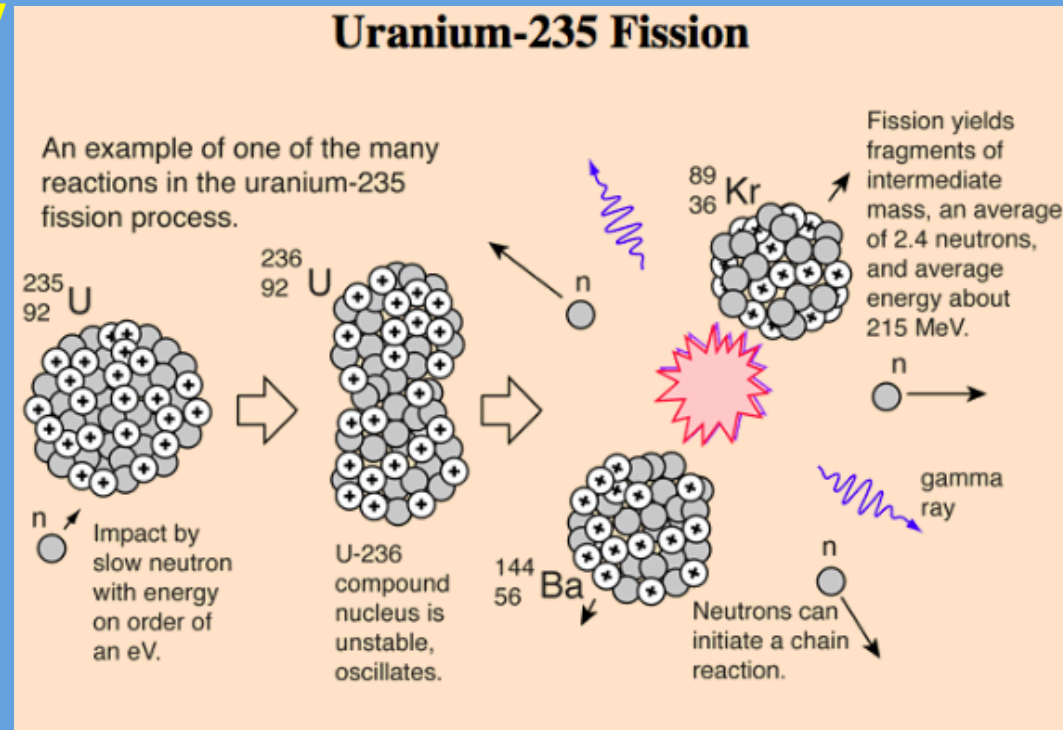 Uranium-235 Fission
An example of one of the many
reactions in the uranium-235
fission process.
235
92 U
n
Impact by
slow neutron
with energy
on order of
an eV.
236
92 U
U-236
compound
nucleus is
unstable,
oscillates.
n
89
36 Kr
Fission yields
fragments of
intermediate
mass, an average
of 2.4 neutrons,
and average
energy about
215 MeV.
n
gamma
ray
144
56 Ba
n
Neutrons can
initiate a chain
reaction.